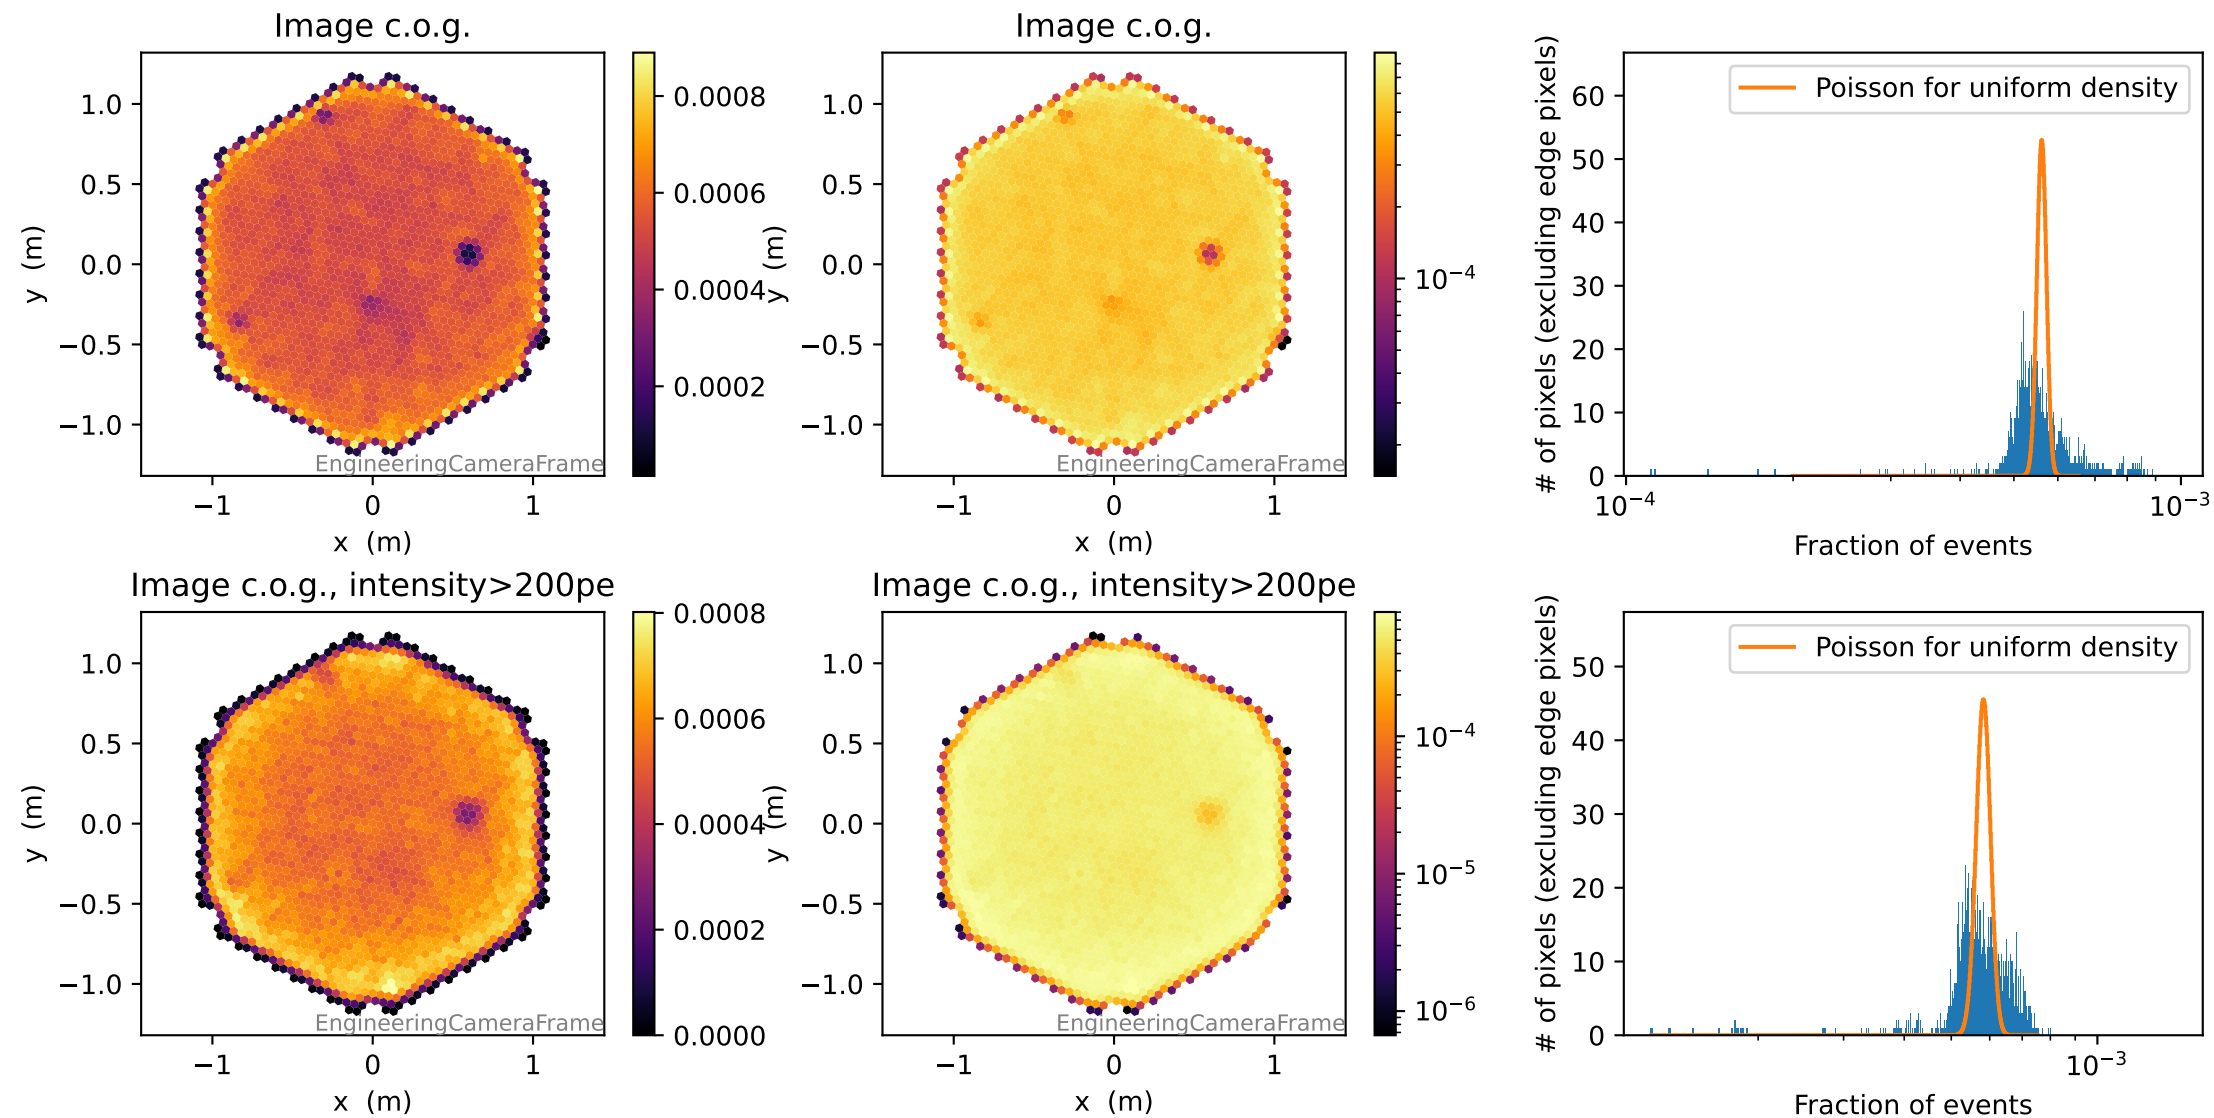 Image c.o.g.
1.0
0.5
0.0
−0.5
−1.0
y (m)
−1
0
1
x (m)
EngineeringCameraFrame
0.0008
0.0006
0.0004
0.0002
Image c.o.g.
1.0
0.5
0.0
−0.5
−1.0
y (m)
−1
0
1
x (m)
EngineeringCameraFrame
10⁻⁴
# of pixels (excluding edge pixels)
60
50
40
30
20
10
0
Poisson for uniform density
10⁻⁴
10⁻³
Fraction of events
Image c.o.g., intensity>200pe
1.0
0.5
0.0
−0.5
−1.0
y (m)
−1
0
1
x (m)
EngineeringCameraFrame
0.0008
0.0006
0.0004
0.0002
0.0000
Image c.o.g., intensity>200pe
1.0
0.5
0.0
−0.5
−1.0
y (m)
−1
0
1
x (m)
EngineeringCameraFrame
10⁻⁴
10⁻⁵
10⁻⁶
# of pixels (excluding edge pixels)
50
40
30
20
10
0
Poisson for uniform density
10⁻³
Fraction of events